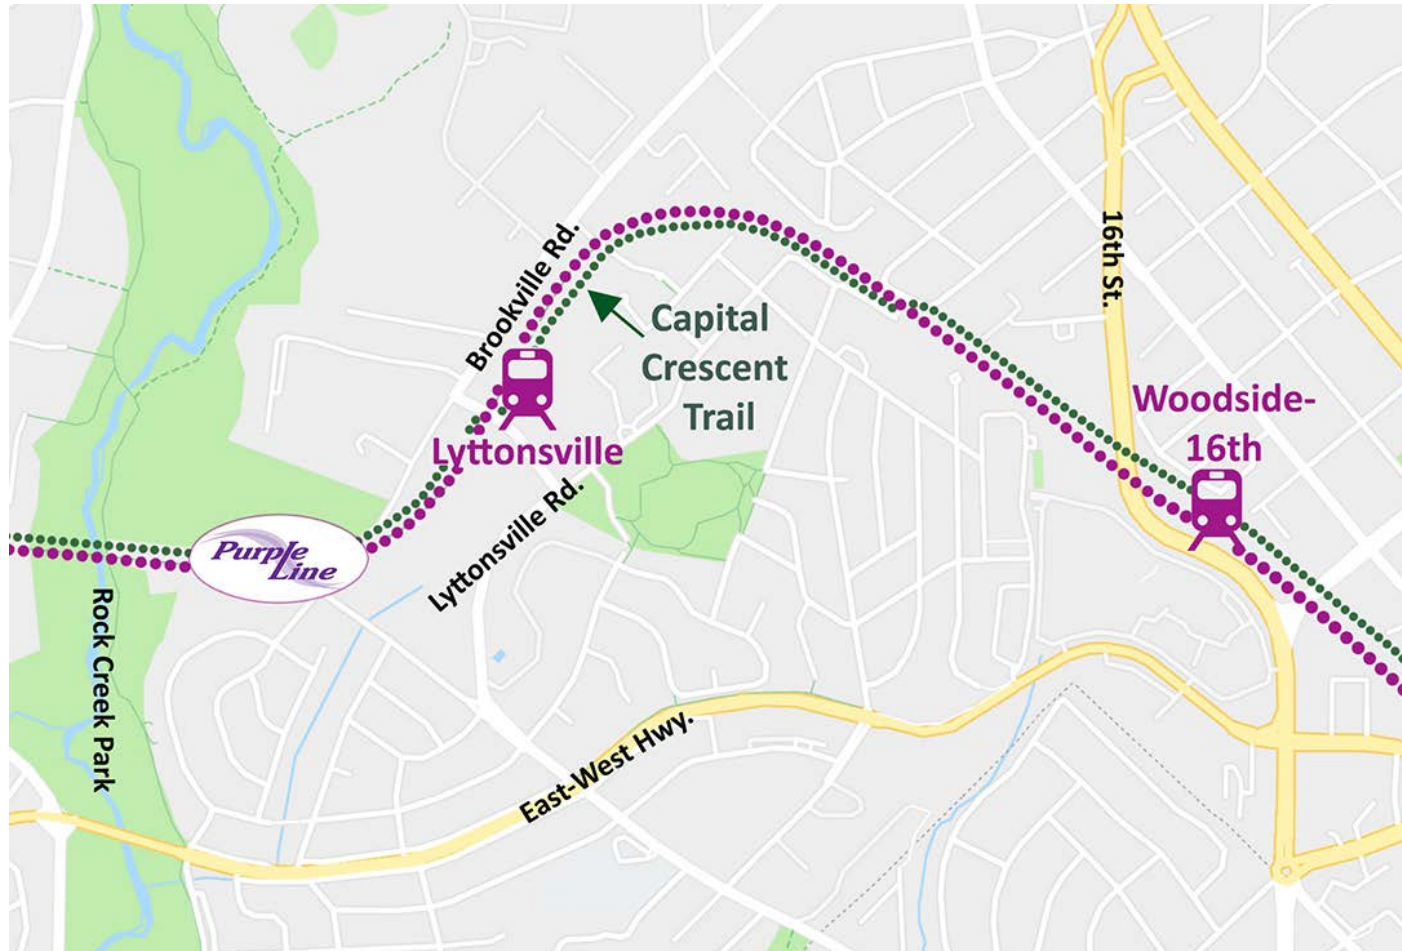 16th St.
Brookville Rd.
Capital
Crescent
Trail
Woodside-
16th
Lyttonsville
Lyttonsville Rd.
Purple
Line
Rock Creek Park
East-West Hwy.